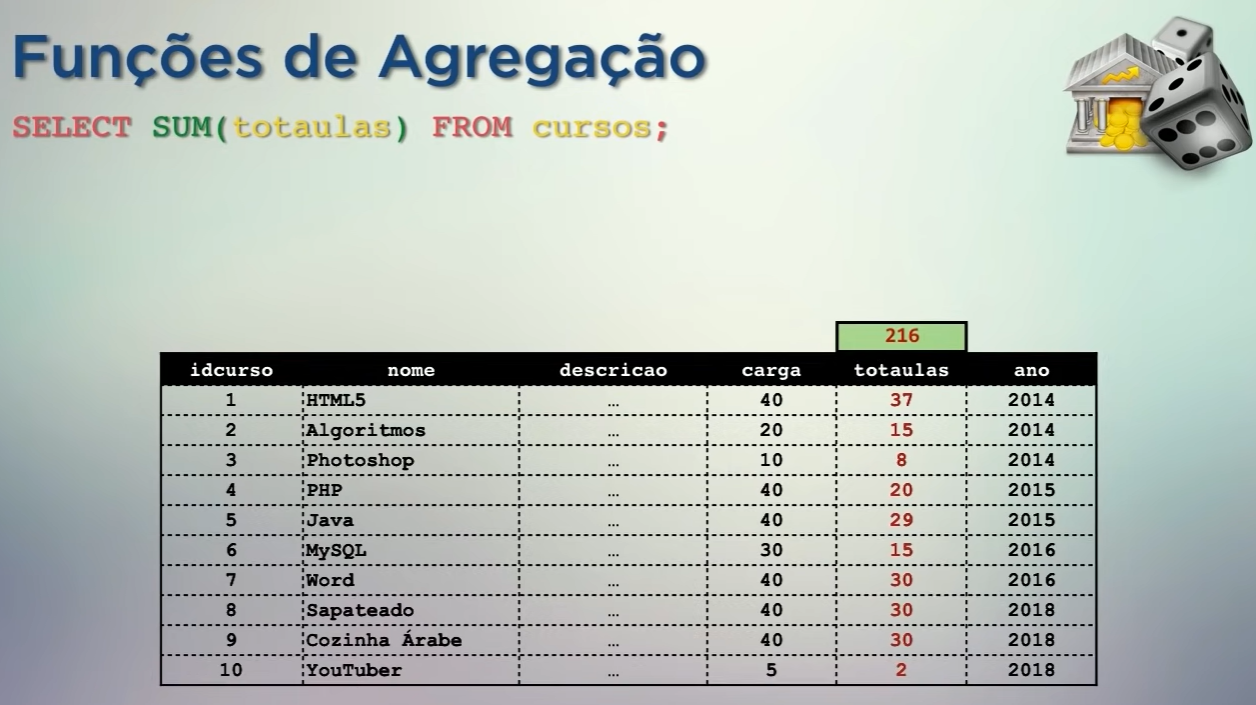 Funções de Agregação
SELECT SUM(totaulas) FROM cursos;
216
idcurso nome descricao carga totaulas ano
1 HTML5 … 40 37 2014
2 Algoritmos … 20 15 2014
3 Photoshop … 10 8 2014
4 PHP … 40 20 2015
5 Java … 40 29 2015
6 MySQL … 30 15 2016
7 Word … 40 30 2016
8 Sapateado … 40 30 2018
9 Cozinha Árabe … 40 30 2018
10 YouTuber … 5 2 2018